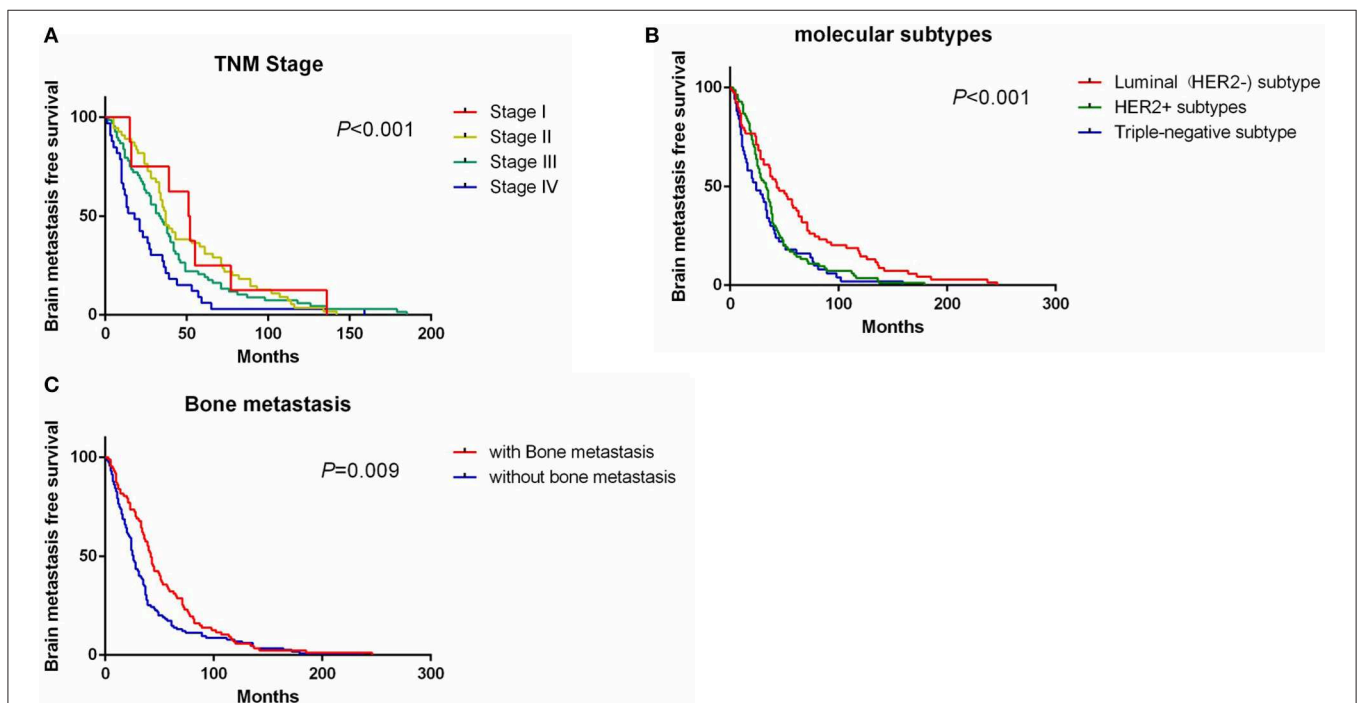 A
TNM Stage
Brain metastasis free survival
100
50
0
0 50 100 150 200
Months
P<0.001
Stage I
Stage II
Stage III
Stage IV
B
molecular subtypes
Brain metastasis free survival
100
50
0
0 100 200 300
Months
P<0.001
Luminal (HER2-) subtype
HER2+ subtypes
Triple-negative subtype
C
Bone metastasis
Brain metastasis free survival
100
50
0
0 100 200 300
Months
P=0.009
with Bone metastasis
without bone metastasis